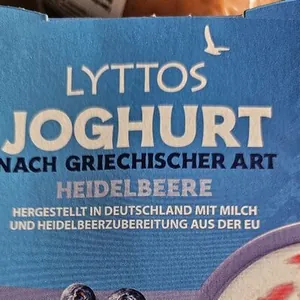 LYTTOS
JOGHURT
NACH GRIECHISCHER ART
HEIDELBEERE
HERGESTELLT IN DEUTSCHLAND MIT MILCH
UND HEIDELBEERZUBEREITUNG AUS DER EU